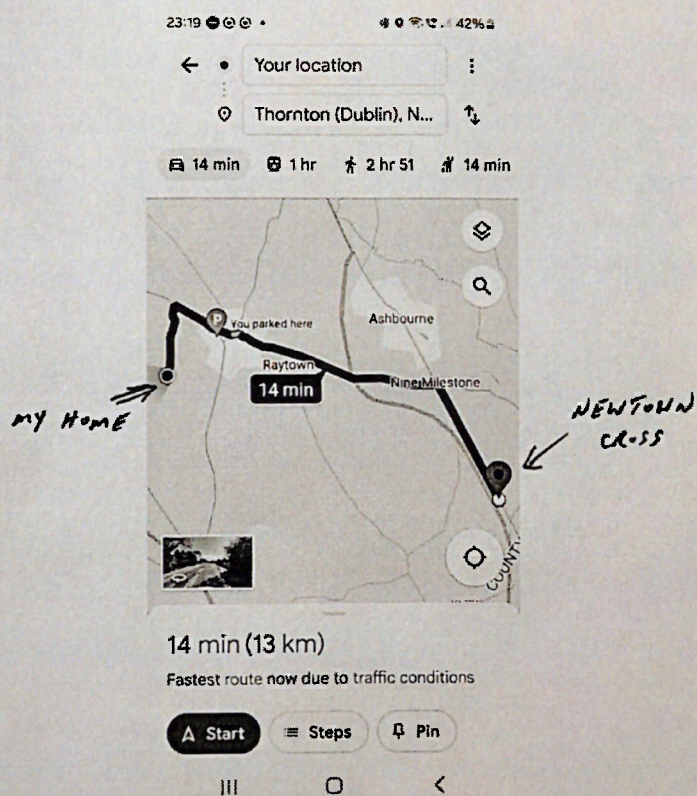 23:19
42%
Your location
Thornton (Dublin), N...
14 min 1 hr 2 hr 51 14 min
Ashbourne
P
You parked here
Raytown
14 min
Nine Milestone
MY HOME
NEWTOWN
CROSS
COUNTY
14 min (13 km)
Fastest route now due to traffic conditions
Start Steps Pin